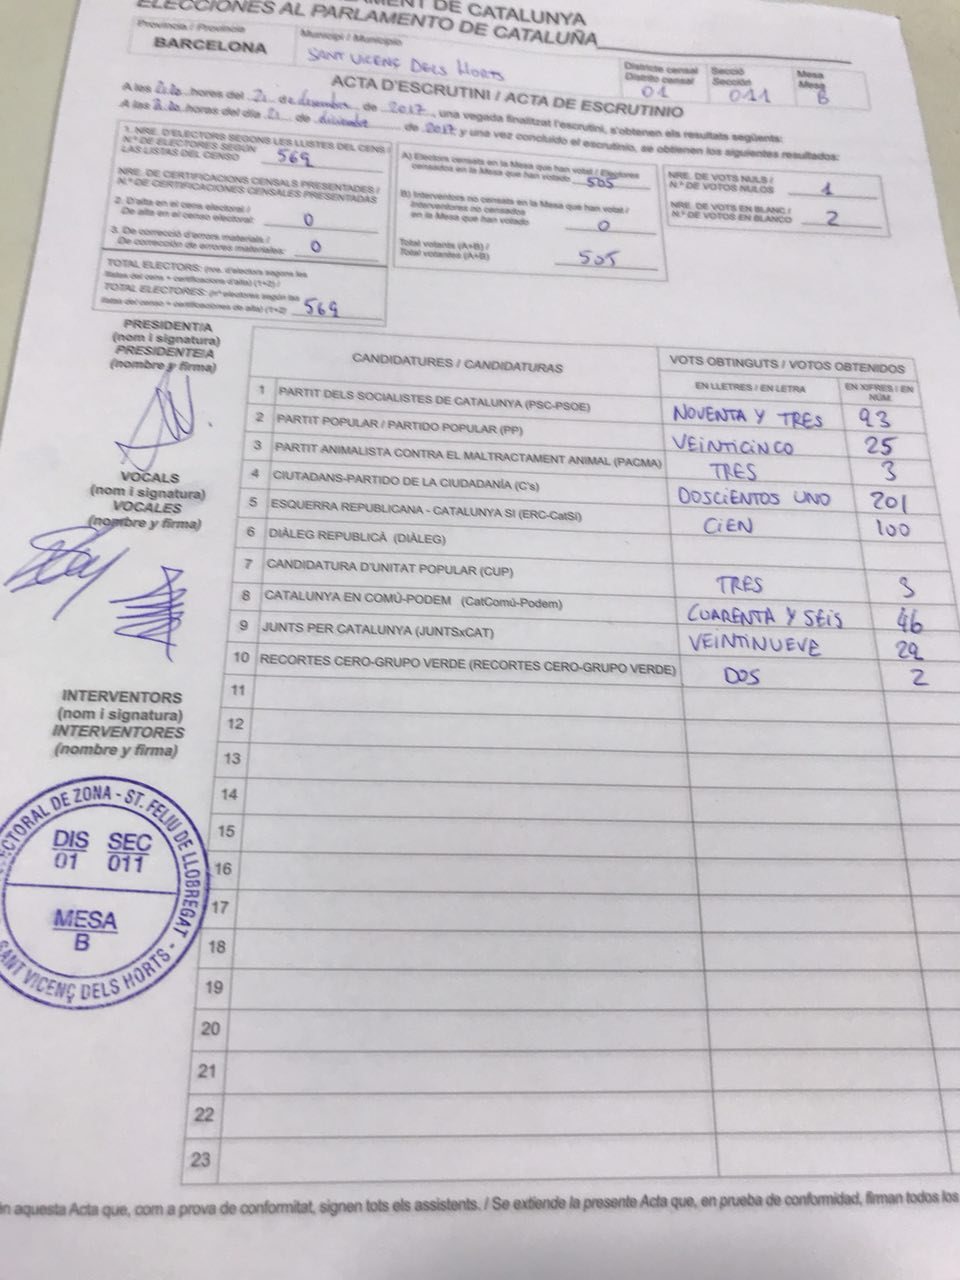 MENT DE CATALUNYA
ELECCIONES AL PARLAMENTO DE CATALUÑA
Província / Provincia
BARCELONA
Municipi / Municipio
SANT VICENÇ DELS HORTS
Districte censal
Distrito censal
01
Secció
Sección
011
Mesa
Mesa
B
ACTA D'ESCRUTINI / ACTA DE ESCRUTINIO
A les hores del 21 de desembre de 2017, una vegada finalitzat l'escrutini, s'obtenen els resultats següents:
A las horas del día 21 de diciembre de 2017 y una vez concluido el escrutinio, se obtienen los siguientes resultados:
1. NRE. D'ELECTORS SEGONS LES LLISTES DEL CENS /
N.º DE ELECTORES SEGÚN
LAS LISTAS DEL CENSO
569
NRE. DE CERTIFICACIONS CENSALS PRESENTADES /
N.º DE CERTIFICACIONES CENSALES PRESENTADAS
2. D'alta en el cens electoral /
De alta en el censo electoral:
0
3. De correcció d'errors materials /
De corrección de errores materiales:
0
TOTAL ELECTORS: (nre. d'electors segons les
llistes del cens + certificacions d'alta) (1+2) /
TOTAL ELECTORES: (nº electores según las
listas del censo + certificaciones de alta) (1+2)
569
A) Electors censats en la Mesa que han votat / Electores
censados en la Mesa que han votado
505
B) Interventors no censats en la Mesa que han votat /
Interventores no censados
en la Mesa que han votado
0
Total votants (A+B) /
Total votantes (A+B)
505
NRE. DE VOTS NULS /
N.º DE VOTOS NULOS
1
NRE. DE VOTS EN BLANC /
N.º DE VOTOS EN BLANCO
2
PRESIDENT/A
(nom i signatura)
PRESIDENTE/A
(nombre y firma)
VOCALS
(nom i signatura)
VOCALES
(nombre y firma)
INTERVENTORS
(nom i signatura)
INTERVENTORES
(nombre y firma)
CANDIDATURES / CANDIDATURAS
VOTS OBTINGUTS / VOTOS OBTENIDOS
EN LLETRES / EN LETRA
EN XIFRES / EN NÚM.
1 PARTIT DELS SOCIALISTES DE CATALUNYA (PSC-PSOE) NOVENTA Y TRES 93
2 PARTIT POPULAR / PARTIDO POPULAR (PP) VEINTICINCO 25
3 PARTIT ANIMALISTA CONTRA EL MALTRACTAMENT ANIMAL (PACMA) TRES 3
4 CIUTADANS-PARTIDO DE LA CIUDADANÍA (C's) DOSCIENTOS UNO 201
5 ESQUERRA REPUBLICANA - CATALUNYA SI (ERC-CatSI) CIEN 100
6 DIÀLEG REPUBLICÀ (DIÀLEG)
7 CANDIDATURA D'UNITAT POPULAR (CUP) TRES 3
8 CATALUNYA EN COMÚ-PODEM (CatComú-Podem) CUARENTA Y SEIS 46
9 JUNTS PER CATALUNYA (JUNTSxCAT) VEINTINUEVE 29
10 RECORTES CERO-GRUPO VERDE (RECORTES CERO-GRUPO VERDE) DOS 2
11
12
13
14
15
16
17
18
19
20
21
22
23
ECTORAL DE ZONA - ST. FELIU DE LLOBREGAT -
DIS 01
SEC 011
MESA
B
SANT VICENÇ DELS HORTS
n aquesta Acta que, com a prova de conformitat, signen tots els assistents. / Se extiende la presente Acta que, en prueba de conformidad, firman todos los